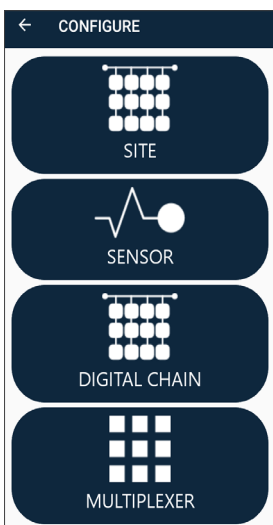 CONFIGURE
SITE
SENSOR
DIGITAL CHAIN
MULTIPLEXER